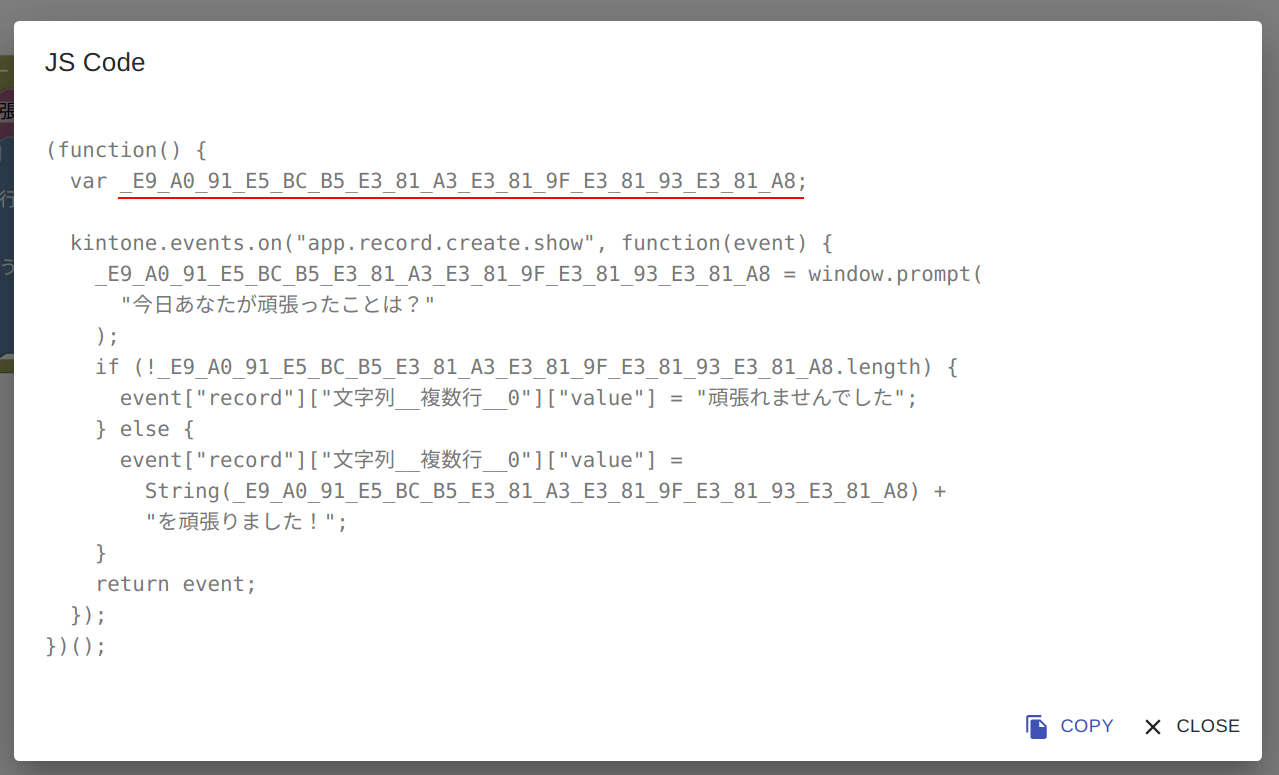 JS Code
(function() {
  var _E9_A0_91_E5_BC_B5_E3_81_A3_E3_81_9F_E3_81_93_E3_81_A8;
  kintone.events.on("app.record.create.show", function(event) {
    _E9_A0_91_E5_BC_B5_E3_81_A3_E3_81_9F_E3_81_93_E3_81_A8 = window.prompt(
      "今日あなたが頑張ったことは？"
    );
    if (!_E9_A0_91_E5_BC_B5_E3_81_A3_E3_81_9F_E3_81_93_E3_81_A8.length) {
      event["record"]["文字列__複数行__0"]["value"] = "頑張れませんでした";
    } else {
      event["record"]["文字列__複数行__0"]["value"] =
        String(_E9_A0_91_E5_BC_B5_E3_81_A3_E3_81_9F_E3_81_93_E3_81_A8) +
        "を頑張りました！";
    }
    return event;
  });
})();
COPY
CLOSE
張
行
う